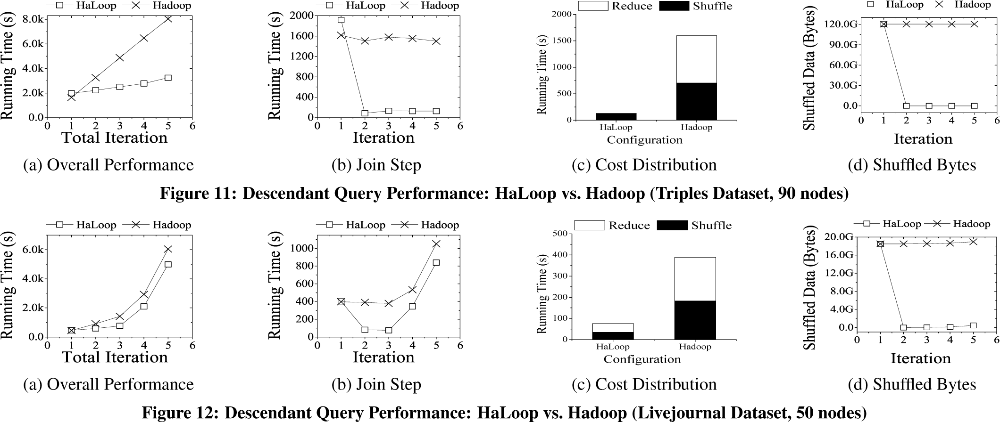 HaLoop Hadoop
Running Time (s)
8.0k
6.0k
4.0k
2.0k
0.0
0 1 2 3 4 5 6
Total Iteration
(a) Overall Performance
HaLoop Hadoop
Running Time (s)
2000
1600
1200
800
400
0
0 1 2 3 4 5 6
Iteration
(b) Join Step
Reduce Shuffle
Running Time (s)
2000
1500
1000
500
0
HaLoop Hadoop
Configuration
(c) Cost Distribution
HaLoop Hadoop
Shuffled Data (Bytes)
120.0G
90.0G
60.0G
30.0G
0.0
0 1 2 3 4 5 6
Iteration
(d) Shuffled Bytes
Figure 11: Descendant Query Performance: HaLoop vs. Hadoop (Triples Dataset, 90 nodes)
HaLoop Hadoop
Running Time (s)
6.0k
4.0k
2.0k
0.0
0 1 2 3 4 5 6
Total Iteration
(a) Overall Performance
HaLoop Hadoop
Running Time (s)
1000
800
600
400
200
0
0 1 2 3 4 5 6
Iteration
(b) Join Step
Reduce Shuffle
Running Time (s)
500
400
300
200
100
0
HaLoop Hadoop
Configuration
(c) Cost Distribution
HaLoop Hadoop
Shuffled Data (Bytes)
20.0G
16.0G
12.0G
8.0G
4.0G
0.0
0 1 2 3 4 5 6
Iteration
(d) Shuffled Bytes
Figure 12: Descendant Query Performance: HaLoop vs. Hadoop (Livejournal Dataset, 50 nodes)